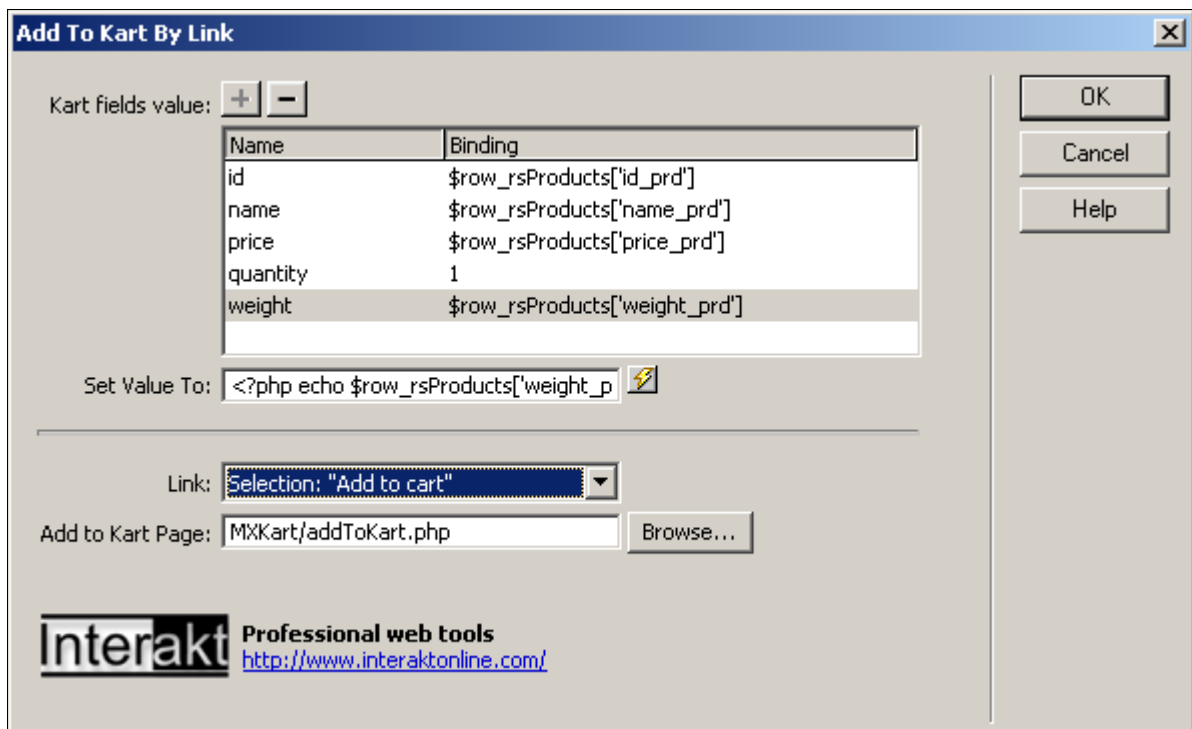 Add To Kart By Link
Kart fields value: + −
OK
Name Binding
Cancel
id $row_rsProducts['id_prd']
name $row_rsProducts['name_prd']
Help
price $row_rsProducts['price_prd']
quantity 1
weight $row_rsProducts['weight_prd']
Set Value To: <?php echo $row_rsProducts['weight_p
Link: Selection: "Add to cart"
Add to Kart Page: MXKart/addToKart.php Browse...
Interakt Professional web tools
http://www.interaktonline.com/